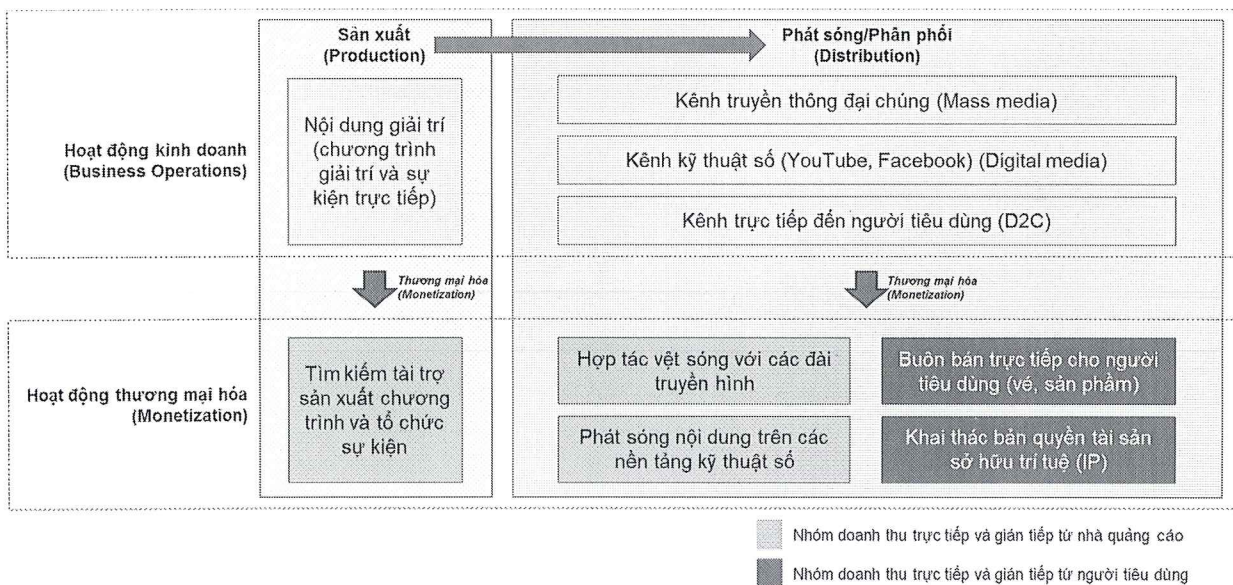 Sản xuất
(Production)
Phát sóng/Phân phối
(Distribution)
Hoạt động kinh doanh
(Business Operations)
Nội dung giải trí
(chương trình
giải trí và sự
kiện trực tiếp)
Kênh truyền thông đại chúng (Mass media)
Kênh kỹ thuật số (YouTube, Facebook) (Digital media)
Kênh trực tiếp đến người tiêu dùng (D2C)
Thương mại hóa
(Monetization)
Thương mại hóa
(Monetization)
Hoạt động thương mại hóa
(Monetization)
Tìm kiếm tài trợ
sản xuất chương
trình và tổ chức
sự kiện
Hợp tác vệt sóng với các đài
truyền hình
Buôn bán trực tiếp cho người
tiêu dùng (vé, sản phẩm)
Phát sóng nội dung trên các
nền tảng kỹ thuật số
Khai thác bản quyền tài sản
sở hữu trí tuệ (IP)
Nhóm doanh thu trực tiếp và gián tiếp từ nhà quảng cáo
Nhóm doanh thu trực tiếp và gián tiếp từ người tiêu dùng